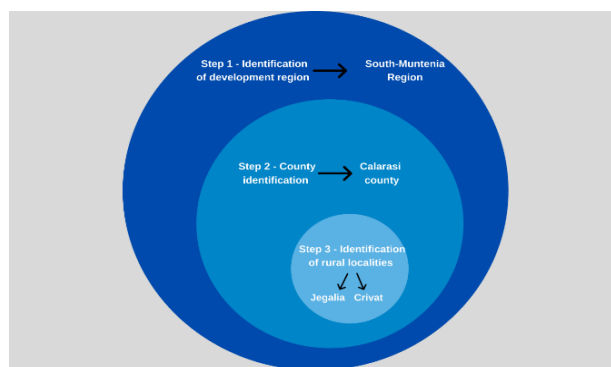 Step 1 - Identification
of development region
South-Muntenia
Region
Step 2 - County
identification
Calarasi
county
Step 3 - Identification
of rural localities
Jegalia Crivat